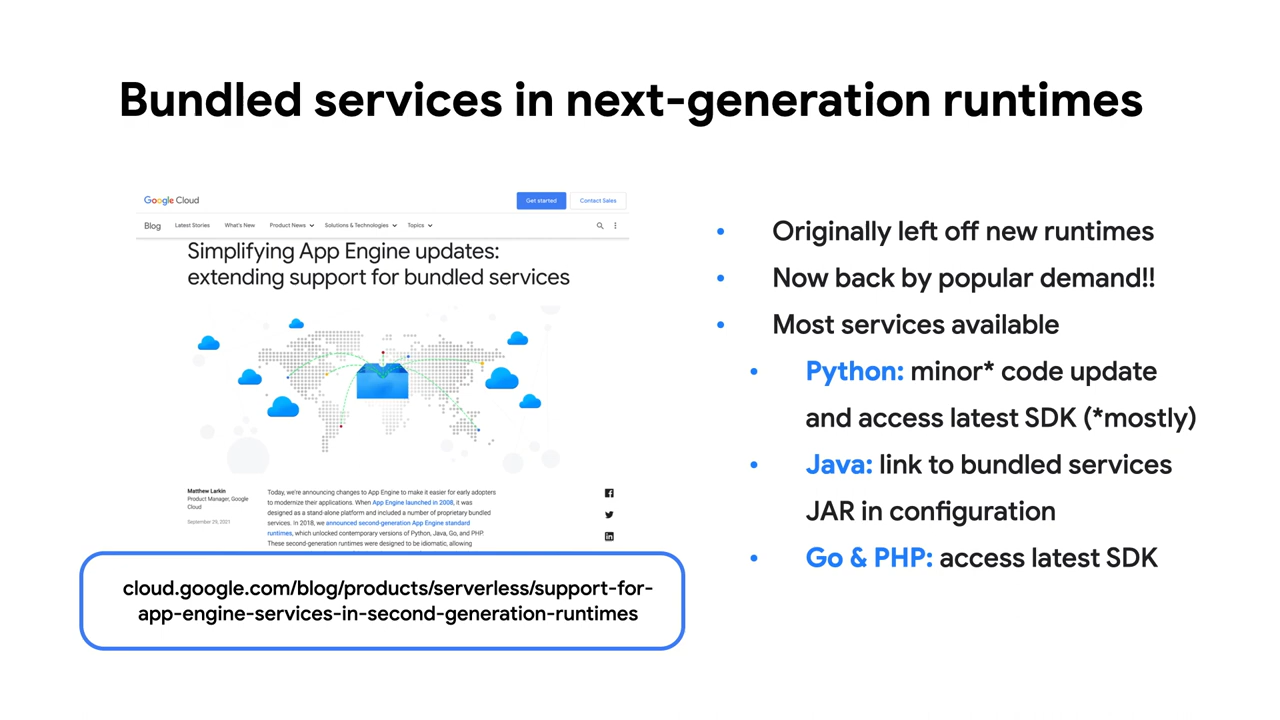 Bundled services in next-generation runtimes
Google Cloud
Get started
Contact Sales
Blog
Latest Stories
What's New
Product News
Solutions & Technologies
Topics
Simplifying App Engine updates:
extending support for bundled services
Matthew Larkin
Product Manager, Google
Cloud
September 29, 2021
Today, we're announcing changes to App Engine to make it easier for early adopters
to modernize their applications. When App Engine launched in 2008, it was
designed as a stand-alone platform and included a number of proprietary bundled
services. In 2018, we announced second-generation App Engine standard
runtimes, which unlocked contemporary versions of Python, Java, Go, and PHP.
These second-generation runtimes were designed to be idiomatic, allowing
cloud.google.com/blog/products/serverless/support-for-
app-engine-services-in-second-generation-runtimes
• Originally left off new runtimes
• Now back by popular demand!!
• Most services available
• Python: minor* code update
and access latest SDK (*mostly)
• Java: link to bundled services
JAR in configuration
• Go & PHP: access latest SDK